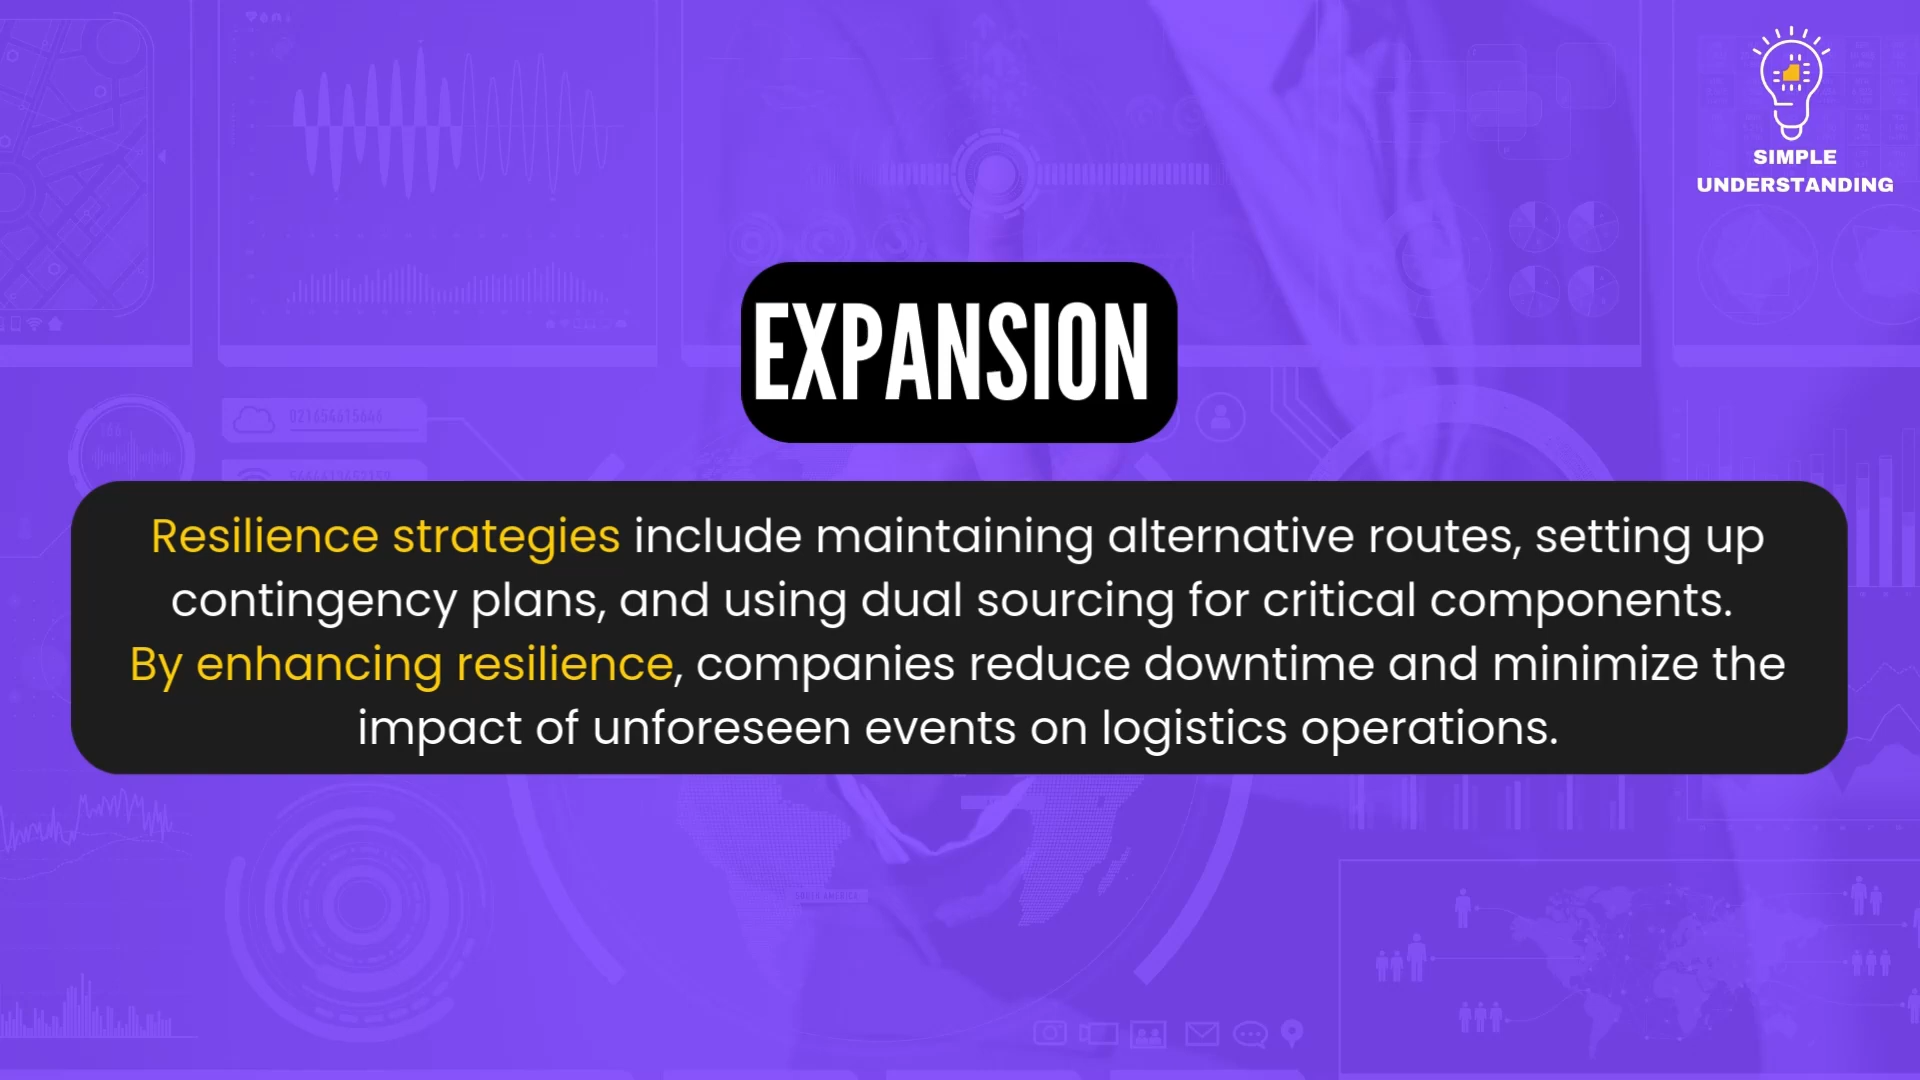 SIMPLE
UNDERSTANDING
EXPANSION
021654615646
Resilience strategies include maintaining alternative routes, setting up
contingency plans, and using dual sourcing for critical components.
By enhancing resilience, companies reduce downtime and minimize the
impact of unforeseen events on logistics operations.